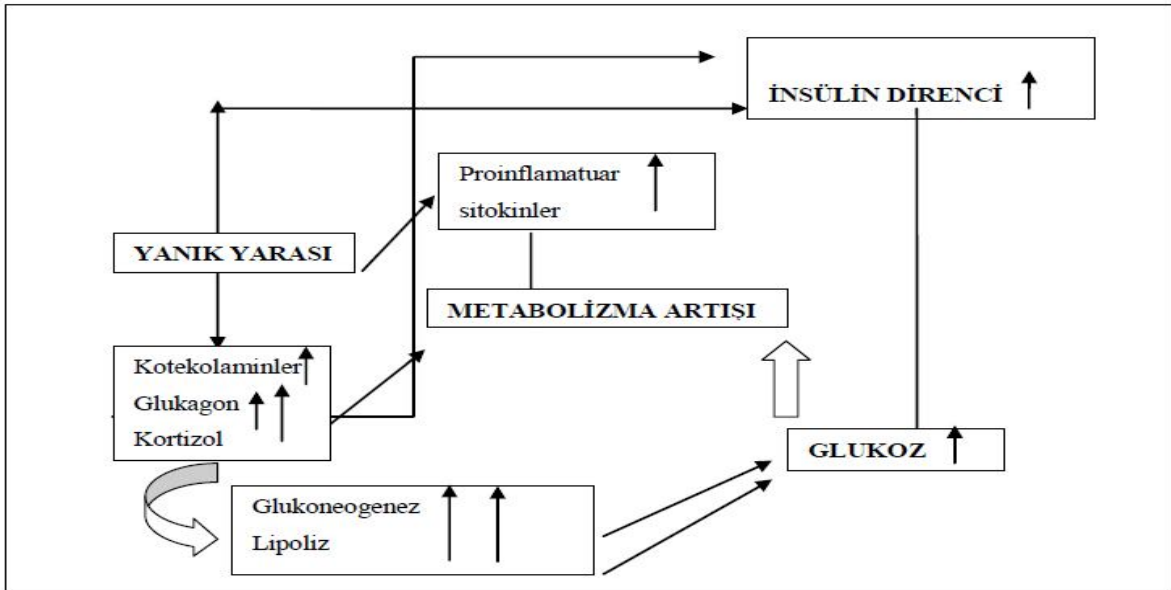 İNSÜLİN DİRENCİ
Proinflamatuar
sitokinler
YANIK YARASI
METABOLİZMA ARTIŞI
Kotekolaminler
Glukagon
Kortizol
GLUKOZ
Glukoneogenez
Lipoliz